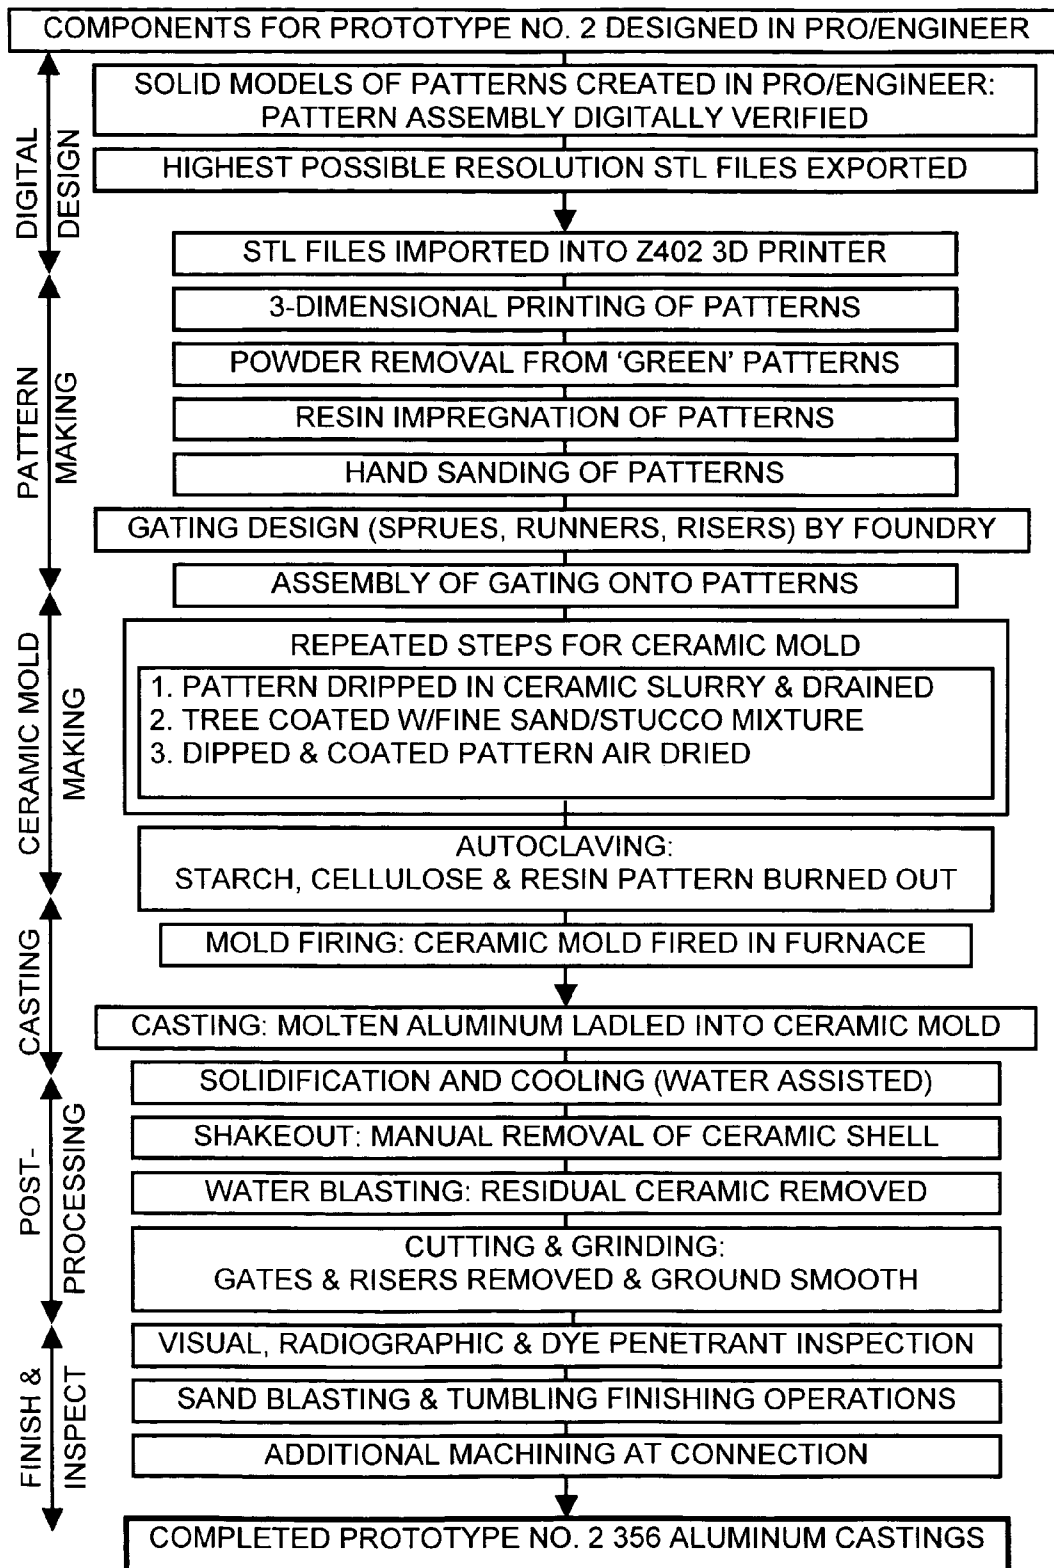 COMPONENTS FOR PROTOTYPE NO. 2 DESIGNED IN PRO/ENGINEER
DIGITAL
DESIGN
SOLID MODELS OF PATTERNS CREATED IN PRO/ENGINEER:
PATTERN ASSEMBLY DIGITALLY VERIFIED
HIGHEST POSSIBLE RESOLUTION STL FILES EXPORTED
STL FILES IMPORTED INTO Z402 3D PRINTER
PATTERN
MAKING
3-DIMENSIONAL PRINTING OF PATTERNS
POWDER REMOVAL FROM ‘GREEN’ PATTERNS
RESIN IMPREGNATION OF PATTERNS
HAND SANDING OF PATTERNS
GATING DESIGN (SPRUES, RUNNERS, RISERS) BY FOUNDRY
ASSEMBLY OF GATING ONTO PATTERNS
CERAMIC MOLD
MAKING
REPEATED STEPS FOR CERAMIC MOLD
1. PATTERN DRIPPED IN CERAMIC SLURRY & DRAINED
2. TREE COATED W/FINE SAND/STUCCO MIXTURE
3. DIPPED & COATED PATTERN AIR DRIED
AUTOCLAVING:
STARCH, CELLULOSE & RESIN PATTERN BURNED OUT
CASTING
MOLD FIRING: CERAMIC MOLD FIRED IN FURNACE
CASTING: MOLTEN ALUMINUM LADLED INTO CERAMIC MOLD
POST-
PROCESSING
SOLIDIFICATION AND COOLING (WATER ASSISTED)
SHAKEOUT: MANUAL REMOVAL OF CERAMIC SHELL
WATER BLASTING: RESIDUAL CERAMIC REMOVED
CUTTING & GRINDING:
GATES & RISERS REMOVED & GROUND SMOOTH
FINISH &
INSPECT
VISUAL, RADIOGRAPHIC & DYE PENETRANT INSPECTION
SAND BLASTING & TUMBLING FINISHING OPERATIONS
ADDITIONAL MACHINING AT CONNECTION
COMPLETED PROTOTYPE NO. 2 356 ALUMINUM CASTINGS